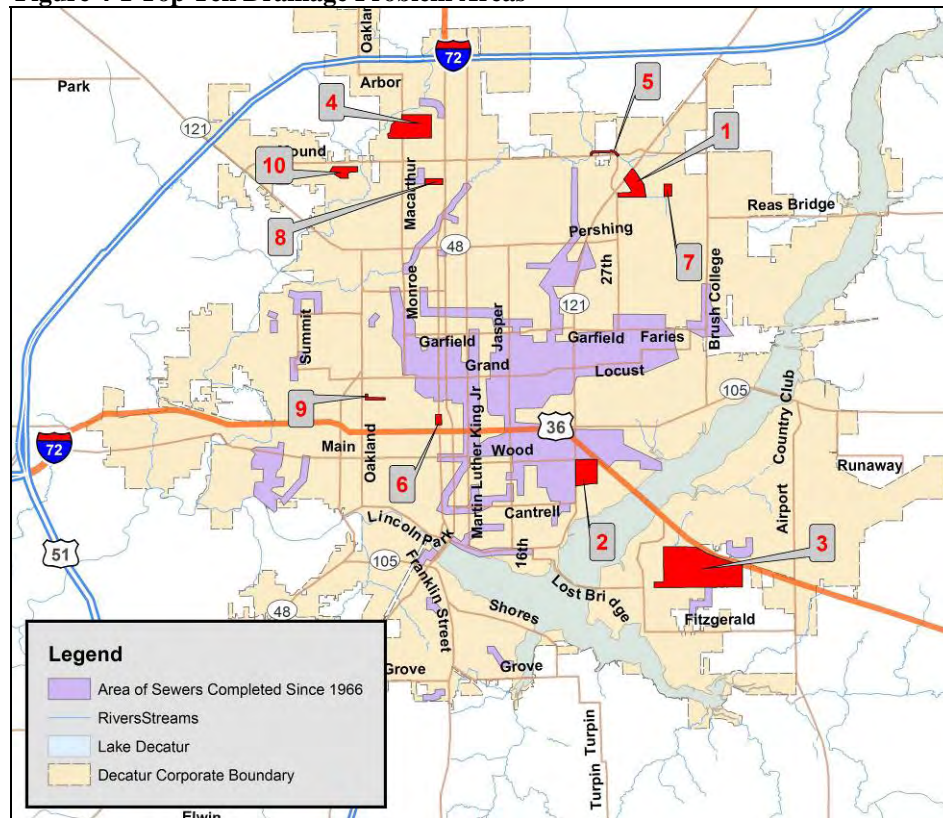 Figure 4-2 Top Ten Drainage Problem Areas
Oakland
72
Park
Arbor
4
5
1
121
Mound
10
8
Macarthur
7
Reas Bridge
48
Pershing
27th
121
Brush College
Summit
Monroe
Jasper
Garfield
Garfield
Faries
Grand
Locust
105
Country Club
9
36
72
Main
Oakland
Wood
Runaway
6
Martin Luther King Jr
Cantrell
2
Airport
Lincoln Park
16th
3
51
105
Franklin Street
Lost Bridge
48
Shores
Fitzgerald
Grove
Grove
Turpin
Turpin
Elwin
Legend
Area of Sewers Completed Since 1966
RiversStreams
Lake Decatur
Decatur Corporate Boundary